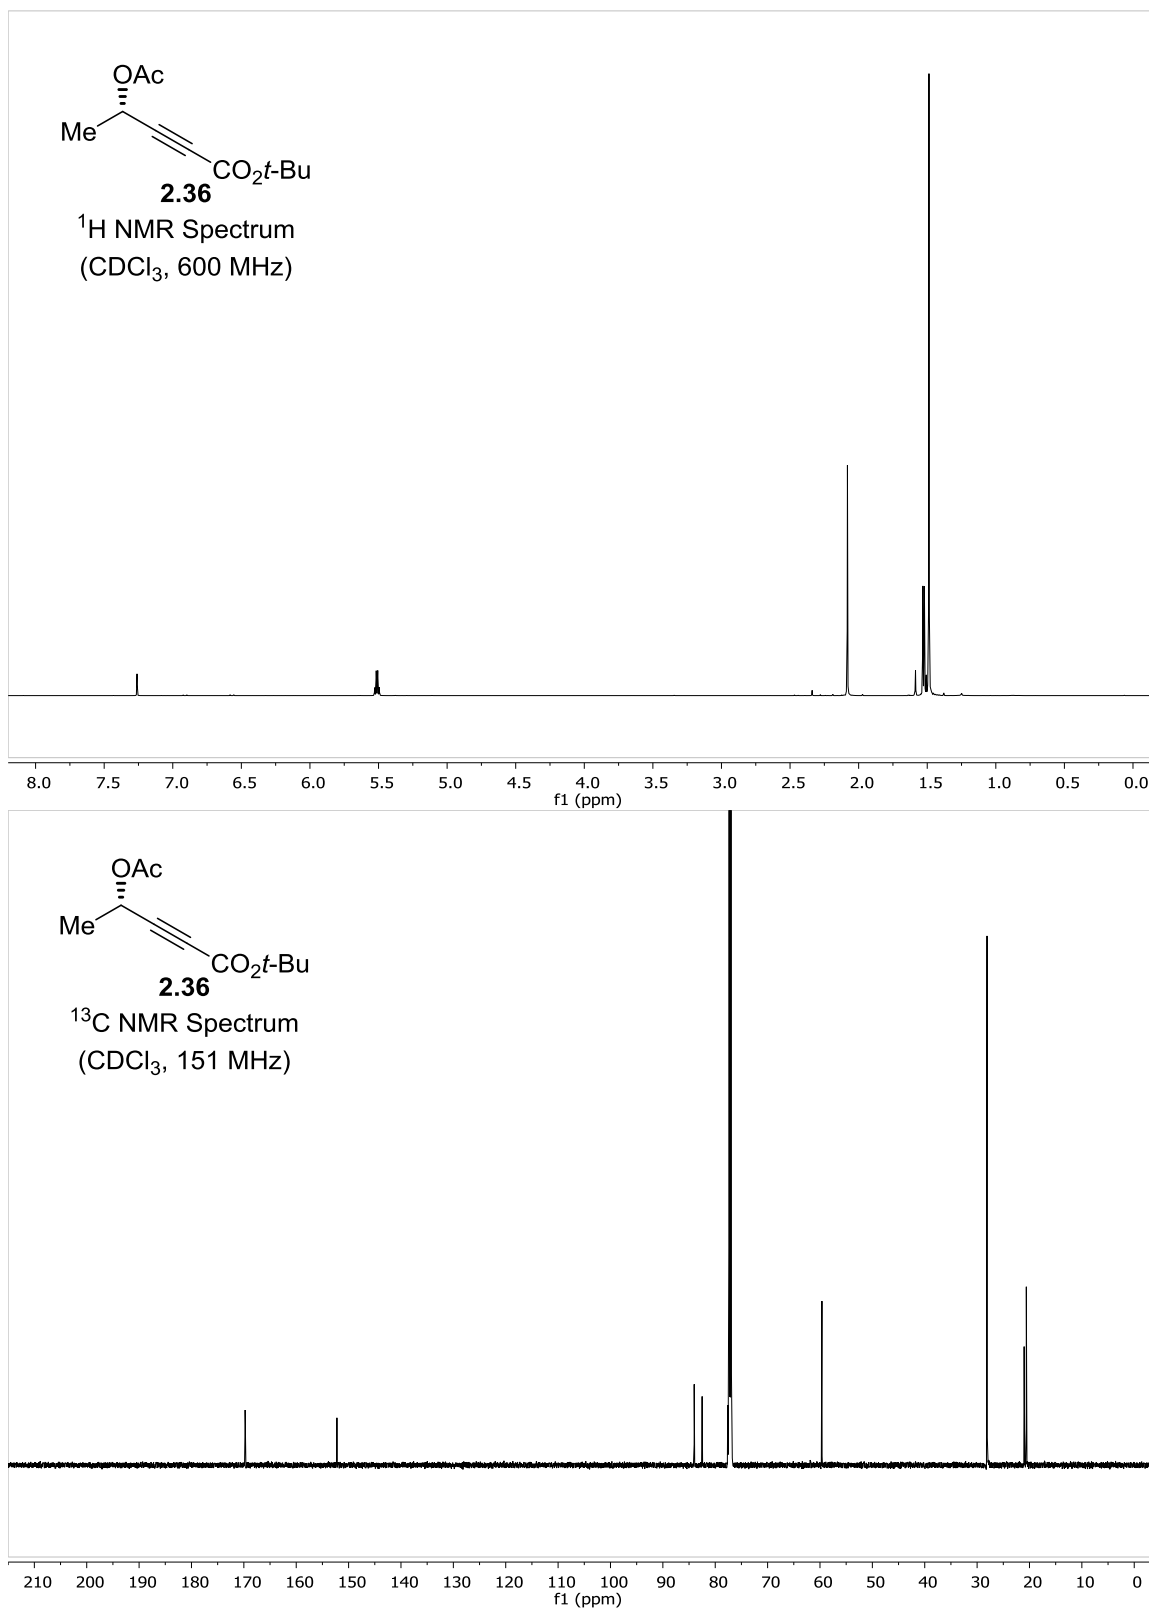 OAc
Me
CO₂t-Bu
2.36
¹H NMR Spectrum
(CDCl₃, 600 MHz)
8.0 7.5 7.0 6.5 6.0 5.5 5.0 4.5 4.0 3.5 3.0 2.5 2.0 1.5 1.0 0.5 0.0
f1 (ppm)
OAc
Me
CO₂t-Bu
2.36
¹³C NMR Spectrum
(CDCl₃, 151 MHz)
210 200 190 180 170 160 150 140 130 120 110 100 90 80 70 60 50 40 30 20 10 0
f1 (ppm)